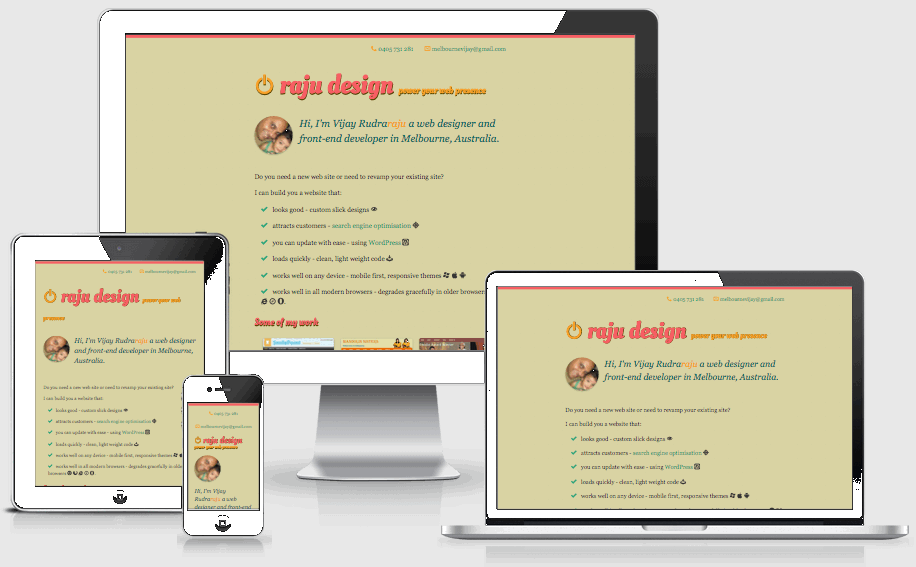 0405 731 281 melbournevijay@gmail.com
raju design power your web presence
Hi, I'm Vijay Rudraraju a web designer and
front-end developer in Melbourne, Australia.
Do you need a new web site or need to revamp your existing site?
I can build you a website that:
looks good - custom slick designs
attracts customers - search engine optimisation
you can update with ease - using WordPress
loads quickly - clean, light weight code
works well on any device - mobile first, responsive themes
works well in all modern browsers - degrades gracefully in older browsers
Some of my work
0405 731 281 melbournevijay@gmail.com
raju design power your web
presence
Hi, I'm Vijay Rudraraju a web designer
and front-end developer in Melbourne,
Australia.
Do you need a new web site or need to revamp your existing site?
I can build you a website that:
looks good - custom slick designs
attracts customers - search engine optimisation
you can update with ease - using WordPress
loads quickly - clean, light weight code
works well on any device - mobile first, responsive themes
works well in all modern browsers - degrades gracefully in older
browsers
0405 731 281
melbournevijay@gmail.com
raju design
power your web presence
Hi, I'm Vijay
Rudraraju a web
designer and front-end
0405 731 281 melbournevijay@gmail.com
raju design power your web presence
Hi, I'm Vijay Rudraraju a web designer and
front-end developer in Melbourne, Australia.
Do you need a new web site or need to revamp your existing site?
I can build you a website that:
looks good - custom slick designs
attracts customers - search engine optimisation
you can update with ease - using WordPress
loads quickly - clean, light weight code
works well on any device - mobile first, responsive themes